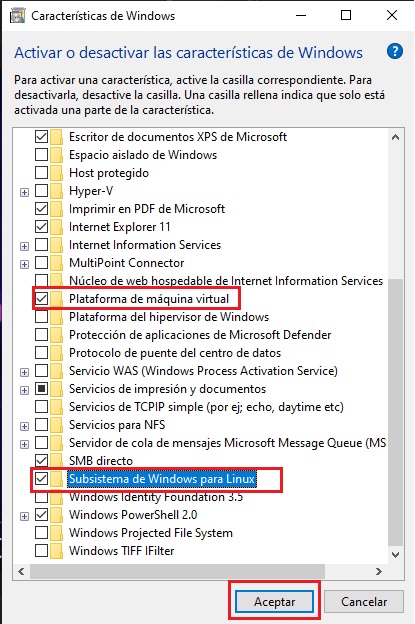 Características de Windows
Activar o desactivar las características de Windows
?
Para activar una característica, active la casilla correspondiente. Para
desactivarla, desactive la casilla. Una casilla rellena indica que solo está
activada una parte de la característica.
Escritor de documentos XPS de Microsoft
Espacio aislado de Windows
Host protegido
Hyper-V
Imprimir en PDF de Microsoft
Internet Explorer 11
Internet Information Services
MultiPoint Connector
Núcleo de web hospedable de Internet Information Services
Plataforma de máquina virtual
Plataforma del hipervisor de Windows
Protección de aplicaciones de Microsoft Defender
Protocolo de puente del centro de datos
Servicio WAS (Windows Process Activation Service)
Servicios de impresión y documentos
Servicios de TCPIP simple (por ej; echo, daytime etc)
Servicios para NFS
Servidor de cola de mensajes Microsoft Message Queue (MS
SMB directo
Subsistema de Windows para Linux
Windows Identity Foundation 3.5
Windows PowerShell 2.0
Windows Projected File System
Windows TIFF IFilter
Aceptar
Cancelar